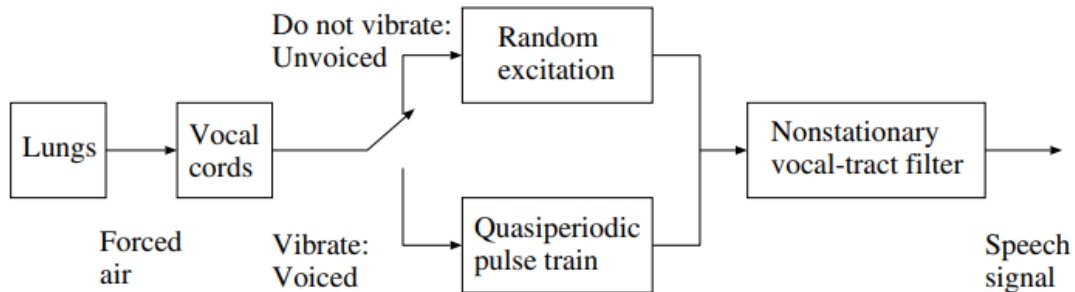 Do not vibrate:
Unvoiced
Random
excitation
Lungs
Vocal
cords
Nonstationary
vocal-tract filter
Forced
air
Vibrate:
Voiced
Quasiperiodic
pulse train
Speech
signal